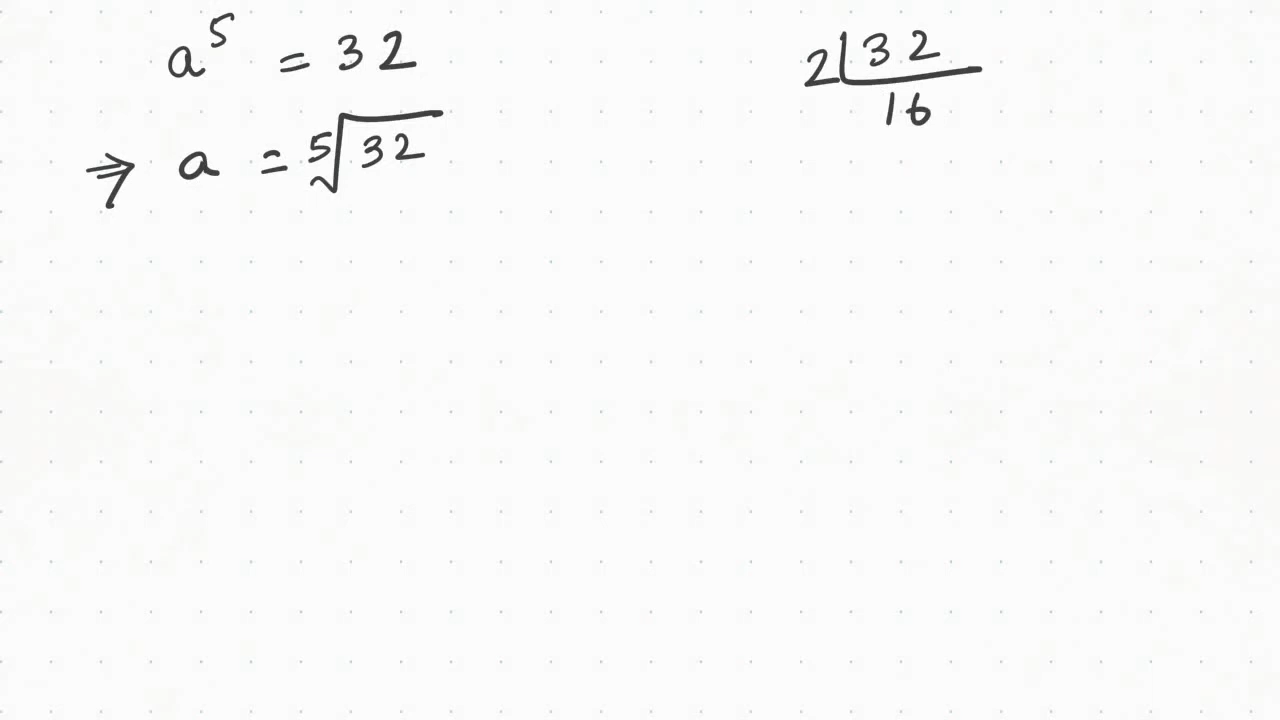 a⁵ = 32
⇒ a = ⁵√32
2 | 32
16